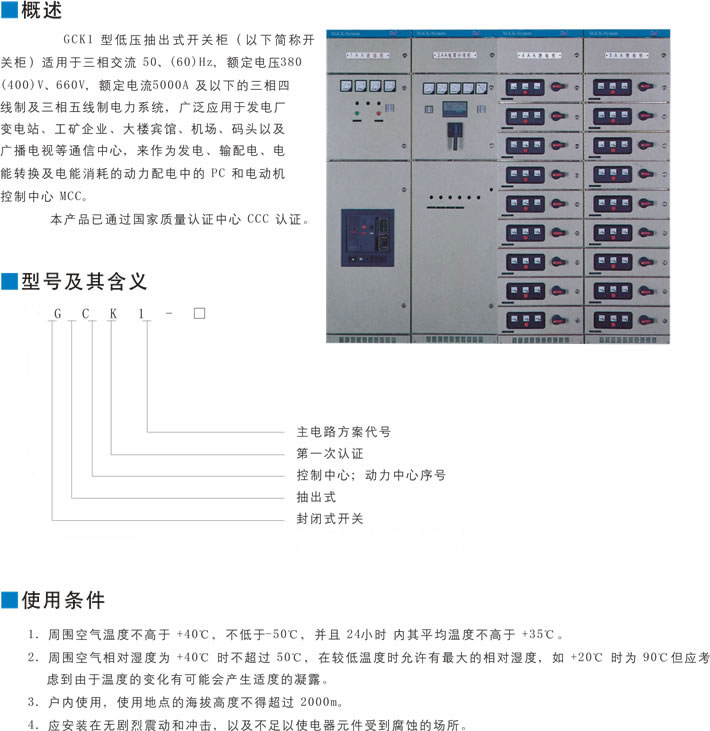 概述
GCK1 型低压抽出式开关柜（以下简称开
关柜）适用于三相交流 50、(60)Hz，额定电压380
(400)V、660V，额定电流5000A 及以下的三相四
线制及三相五线制电力系统，广泛应用于发电厂
变电站、工矿企业、大楼宾馆、机场、码头以及
广播电视等通信中心，来作为发电、输配电、电
能转换及电能消耗的动力配电中的 PC 和电动机
控制中心 MCC。
本产品已通过国家质量认证中心 CCC 认证。
型号及其含义
G C K 1 - □
主电路方案代号
第一次认证
控制中心；动力中心序号
抽出式
封闭式开关
使用条件
1. 周围空气温度不高于 +40℃，不低于-50℃，并且 24小时 内其平均温度不高于 +35℃。
2. 周围空气相对湿度为 +40℃ 时不超过 50℃，在较低温度时允许有最大的相对湿度，如 +20℃ 时为 90℃但应考
虑到由于温度的变化有可能会产生适度的凝露。
3. 户内使用，使用地点的海拔高度不得超过 2000m。
4. 应安装在无剧烈震动和冲击，以及不足以使电器元件受到腐蚀的场所。